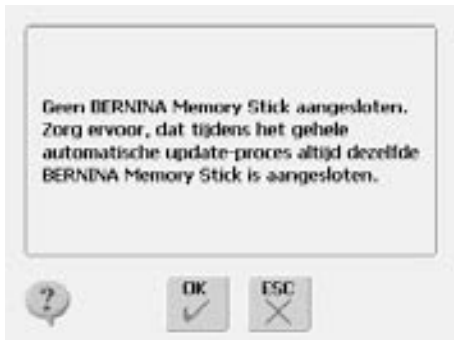 Geen BERNINA Memory Stick aangesloten.
Zorg ervoor, dat tijdens het gehele
automatische update-proces altijd dezelfde
BERNINA Memory Stick is aangesloten.
?
OK
ESC